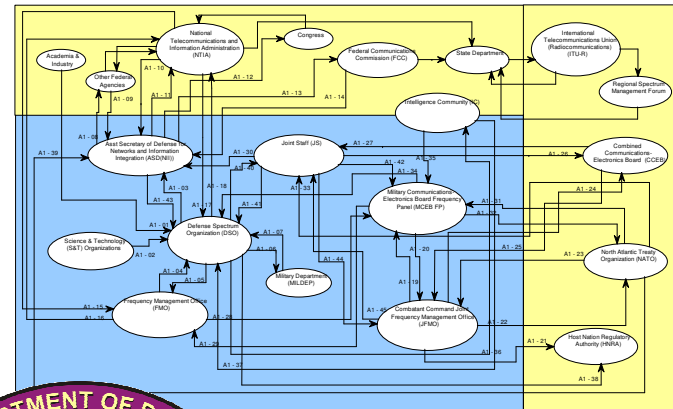 National
Telecommunications and
Information Administration
(NTIA)
Congress
International
Telecommunications Union
(Radiocommunications)
(ITU-R)
Academia &
Industry
Federal Communications
Commission (FCC)
State Department
Other Federal
Agencies
A1 - 10
A1 - 12
A1 - 11
A1 - 09
A1 - 13
A1 - 14
Regional Spectrum
Management Forum
Intelligence Community (IC)
A1 - 08
Asst Secretary of Defense for
Networks and Information
Integration (ASD(NII))
A1 - 39
A1 - 30
A1 - 40
Joint Staff (JS)
A1 - 27
A1 - 42
A1 - 35
A1 - 34
A1 - 26
Combined
Communications-
Electronics Board (CCEB)
A1 - 03
A1 - 43
A1 - 18
A1 - 17
A1 - 41
A1 - 33
A1 - 24
Military Communications-
Electronics Board Frequency
Panel (MCEB FP)
A1 - 31
A1 - 01
Defense Spectrum
Organization (DSO)
A1 - 07
A1 - 06
Science & Technology
(S&T) Organizations
A1 - 02
A1 - 44
A1 - 20
A1 - 19
A1 - 25
A1 - 23
North Atlantic Treaty
Organization (NATO)
A1 - 04
A1 - 05
Military Department
(MILDEP)
Frequency Management Office
(FMO)
A1 - 15
A1 - 16
A1 - 28
A1 - 45
Combatant Command Joint
Frequency Management Office
(JFMO)
A1 - 22
A1 - 29
A1 - 36
A1 - 21
Host Nation Regulatory
Authority (HNRA)
A1 - 37
A1 - 38
TMENT OF